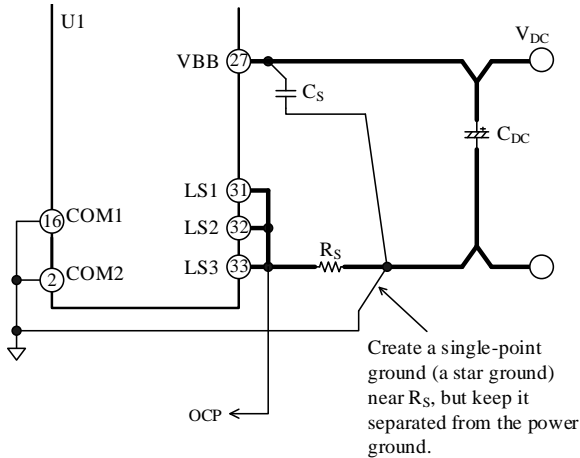 U1
VBB
27
VDC
CS
CDC
LS1
31
16
COM1
LS2
32
2
COM2
LS3
33
RS
Create a single-point
ground (a star ground)
near RS, but keep it
separated from the power
ground.
OCP